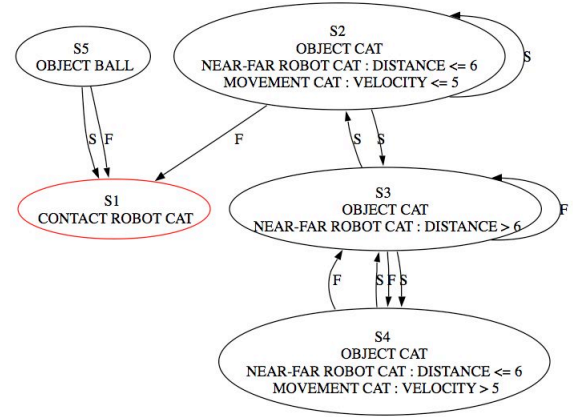 S5
OBJECT BALL
S2
OBJECT CAT
NEAR-FAR ROBOT CAT : DISTANCE <= 6
MOVEMENT CAT : VELOCITY <= 5
S
S
F
F
S
S
S1
CONTACT ROBOT CAT
S3
OBJECT CAT
NEAR-FAR ROBOT CAT : DISTANCE > 6
F
F
S
F
S
S4
OBJECT CAT
NEAR-FAR ROBOT CAT : DISTANCE <= 6
MOVEMENT CAT : VELOCITY > 5